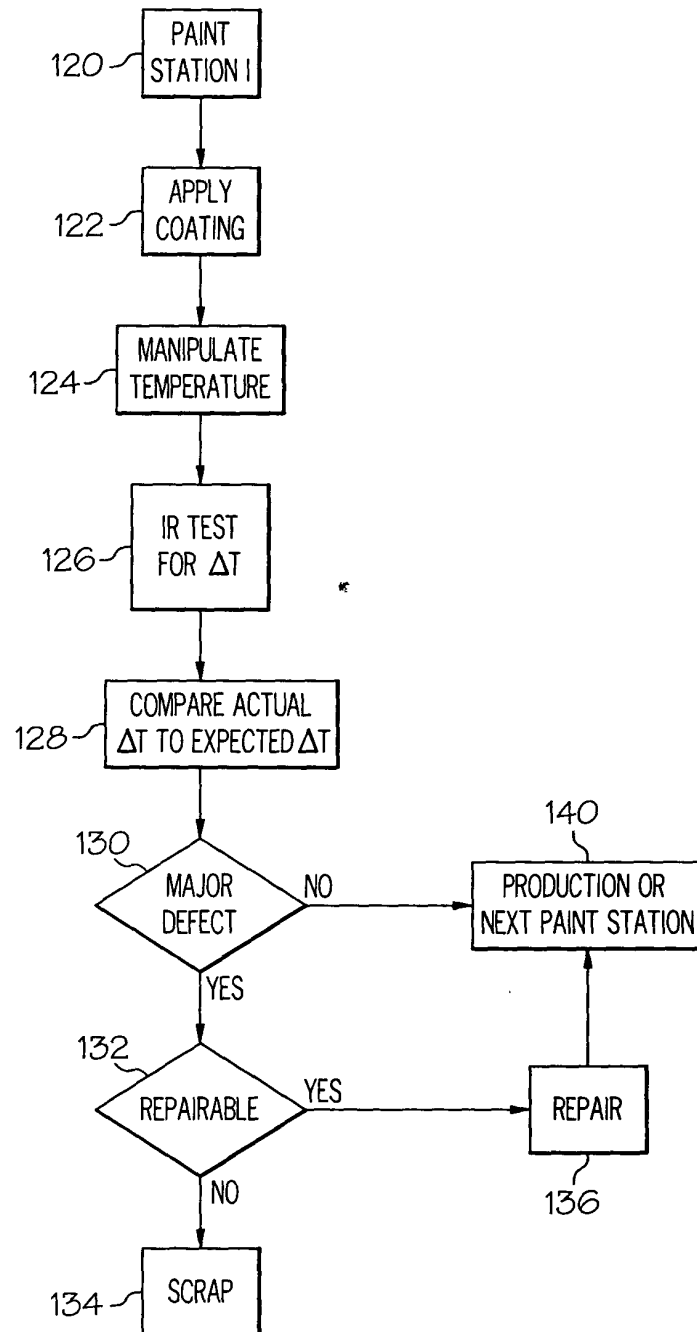 120
PAINT
STATION 1
122
APPLY
COATING
124
MANIPULATE
TEMPERATURE
126
IR TEST
FOR ΔT
128
COMPARE ACTUAL
ΔT TO EXPECTED ΔT
130
MAJOR
DEFECT
NO
YES
140
PRODUCTION OR
NEXT PAINT STATION
132
REPAIRABLE
YES
NO
REPAIR
136
134
SCRAP